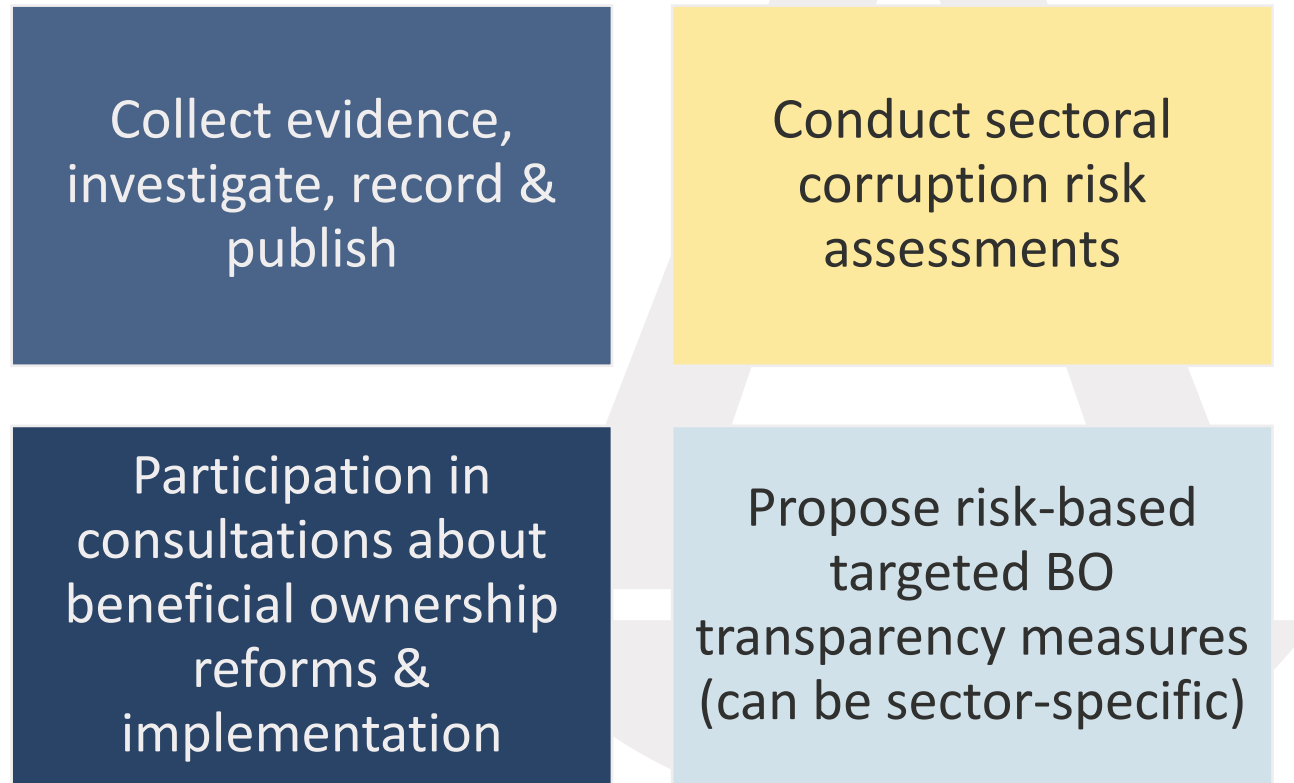 Collect evidence,
investigate, record &
publish
Conduct sectoral
corruption risk
assessments
Participation in
consultations about
beneficial ownership
reforms &
implementation
Propose risk-based
targeted BO
transparency measures
(can be sector-specific)